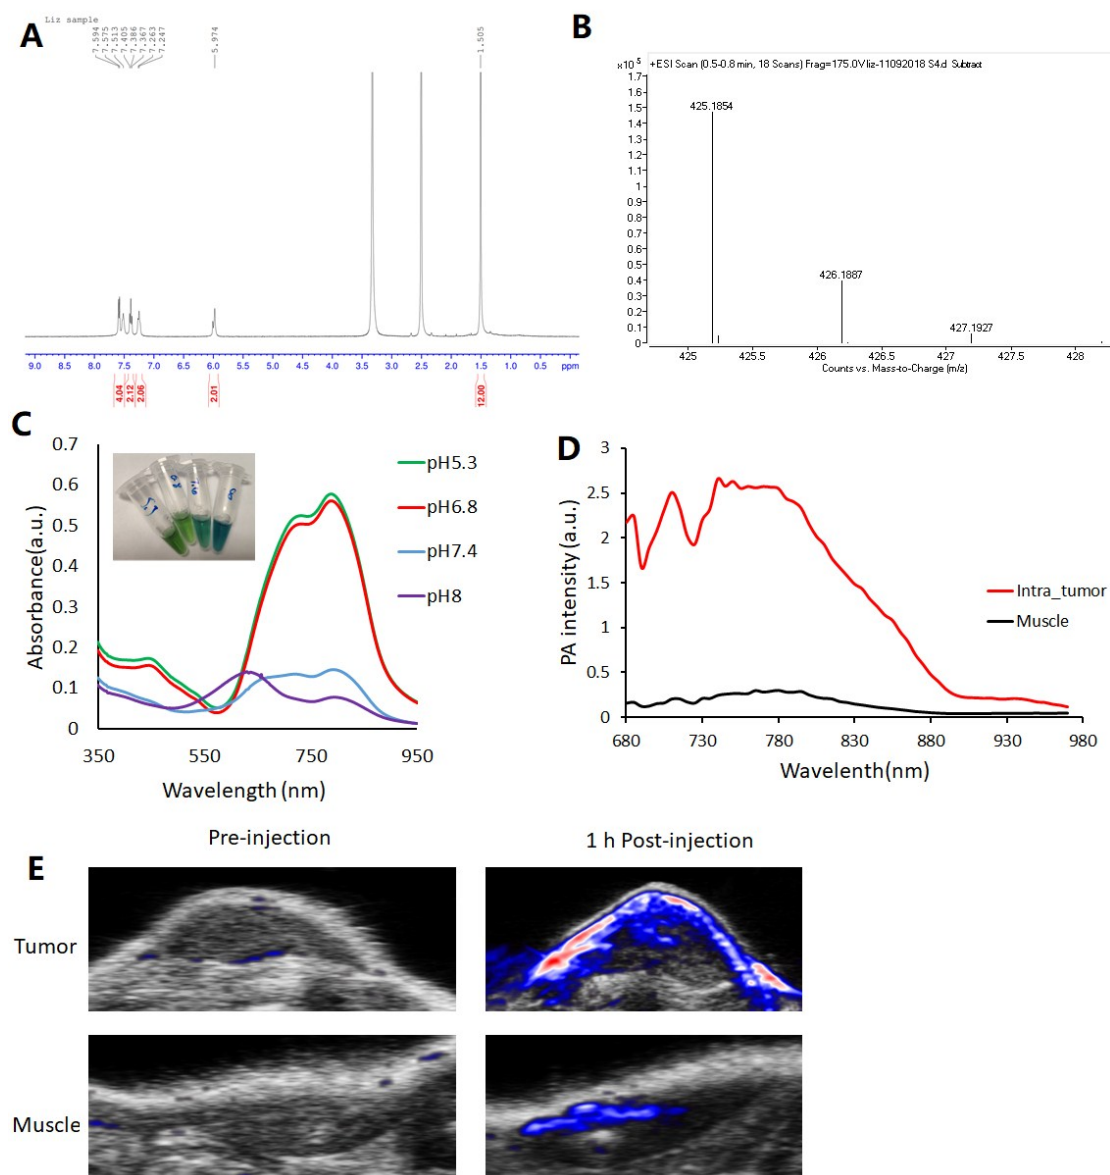 A
Liz sample
7.594
7.575
7.513
7.405
7.386
7.367
7.263
7.247
5.974
1.505
9.0 8.5 8.0 7.5 7.0 6.5 6.0 5.5 5.0 4.5 4.0 3.5 3.0 2.5 2.0 1.5 1.0 0.5 ppm
4.04
2.12
2.06
2.01
12.00
B
x10 5
+ESI Scan (0.5-0.8 min, 18 Scans) Frag=175.0V liz-11092018 S4.d Subtract
1.7
1.6
1.5
1.4
1.3
1.2
1.1
1
0.9
0.8
0.7
0.6
0.5
0.4
0.3
0.2
0.1
0
425.1854
426.1887
427.1927
425 425.5 426 426.5 427 427.5 428
Counts vs. Mass-to-Charge (m/z)
C
Absorbance(a.u.)
0.7
0.6
0.5
0.4
0.3
0.2
0.1
0
pH5.3
pH6.8
pH7.4
pH8
350 550 750 950
Wavelength (nm)
D
PA intensity (a.u.)
3
2.5
2
1.5
1
0.5
0
Intra_tumor
Muscle
680 730 780 830 880 930 980
Wavelenth(nm)
E
Pre-injection
1 h Post-injection
Tumor
Muscle